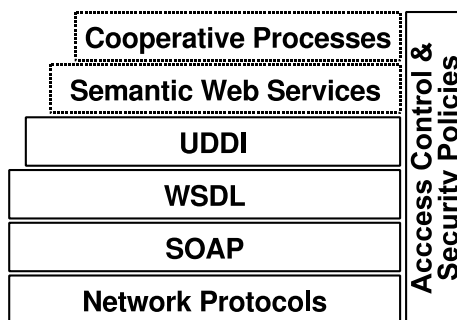 Cooperative Processes
Semantic Web Services
UDDI
WSDL
SOAP
Network Protocols
Acccess Control &
Security Policies